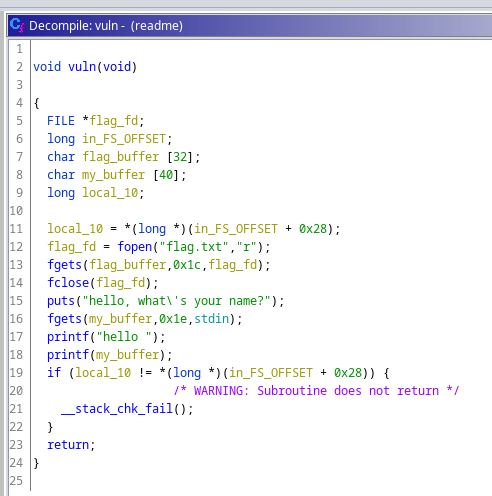 Decompile: vuln - (readme)
1
2 void vuln(void)
3
4 {
5   FILE *flag_fd;
6   long in_FS_OFFSET;
7   char flag_buffer [32];
8   char my_buffer [40];
9   long local_10;
10
11   local_10 = *(long *)(in_FS_OFFSET + 0x28);
12   flag_fd = fopen("flag.txt","r");
13   fgets(flag_buffer,0x1c,flag_fd);
14   fclose(flag_fd);
15   puts("hello, what\'s your name?");
16   fgets(my_buffer,0x1e,stdin);
17   printf("hello ");
18   printf(my_buffer);
19   if (local_10 != *(long *)(in_FS_OFFSET + 0x28)) {
20                     /* WARNING: Subroutine does not return */
21     __stack_chk_fail();
22   }
23   return;
24 }
25